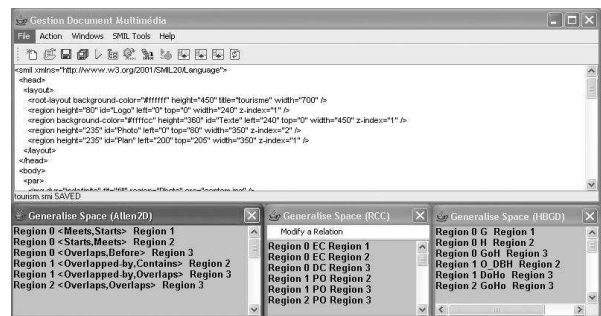 Gestion Document Multimédia
File Action Windows SMIL Tools Help
<smil xmlns="http://www.w3.org/2001/SMIL20/Language">
<head>
<layout>
<root-layout background-color="#ffffff" height="450" title="tourisme" width="700" />
<region height="80" id="Logo" left="0" top="0" width="240" z-index="1" />
<region background-color="#ffffcc" height="360" id="Texte" left="240" top="0" width="450" z-index="1" />
<region height="235" id="Photo" left="0" top="80" width="350" z-index="2" />
<region height="235" id="Plan" left="200" top="205" width="350" z-index="1" />
</layout>
</head>
<body>
<par>
tourism.smi SAVED
Generalise Space (Allen2D)
Region 0 <Meets,Starts> Region 1
Region 0 <Starts,Meets> Region 2
Region 0 <Overlaps,Before> Region 3
Region 1 <Overlapped-by,Contains> Region 2
Region 1 <Overlapped-by,Overlaps> Region 3
Region 2 <Overlaps,Overlaps> Region 3
Generalise Space (RCC)
Modify a Relation
Region 0 EC Region 1
Region 0 EC Region 2
Region 0 DC Region 3
Region 1 PO Region 2
Region 1 PO Region 3
Region 2 PO Region 3
Generalise Space (HBGD)
Region 0 G Region 1
Region 0 H Region 2
Region 0 GoH Region 3
Region 1 O_DBH Region 2
Region 1 DoHo Region 3
Region 2 GoHo Region 3